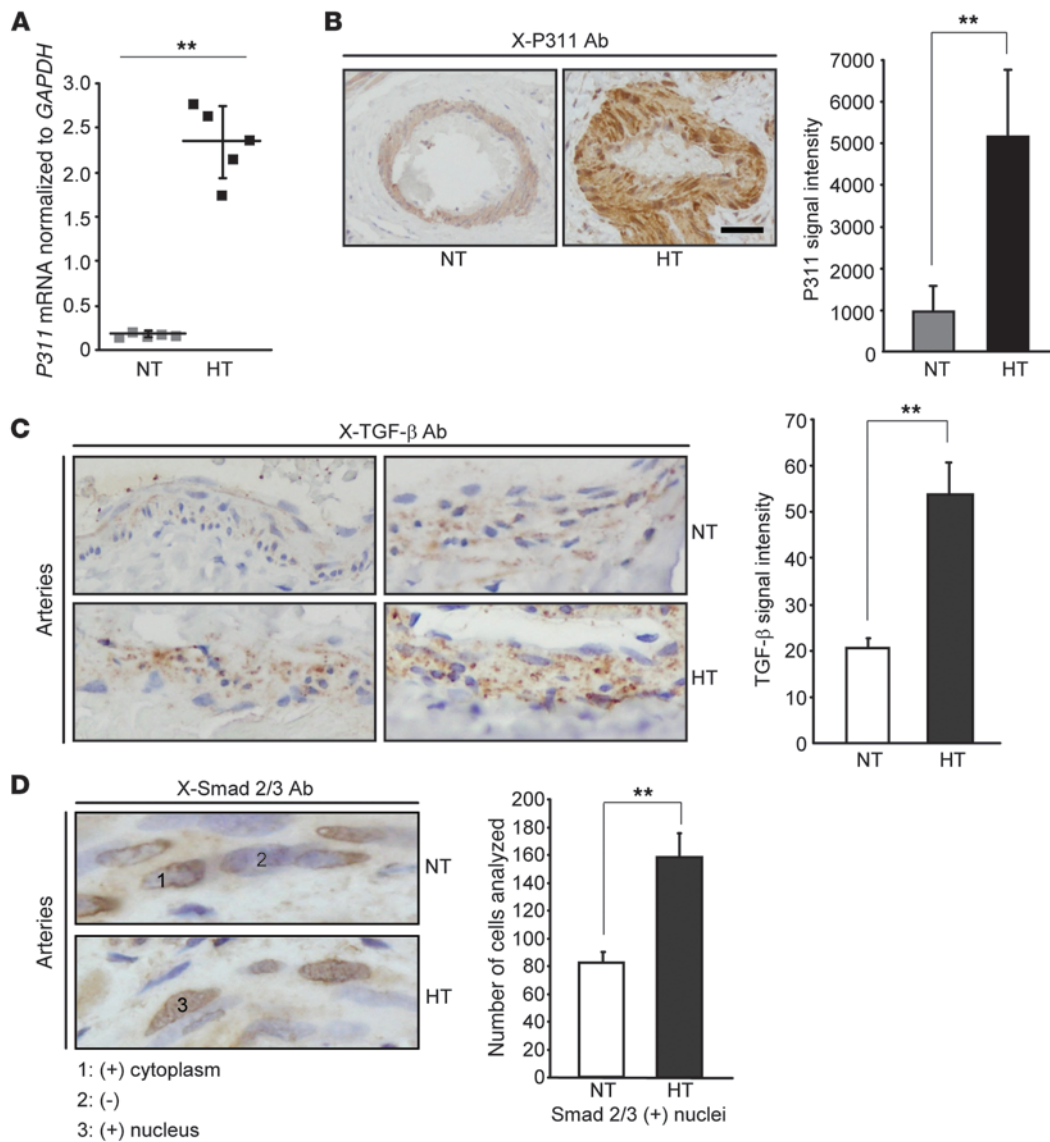 A
**
P311 mRNA normalized to GAPDH
3.0
2.5
2.0
1.5
1.0
0.5
0
NT
HT
B
X-P311 Ab
NT
HT
**
P311 signal intensity
7000
6000
5000
4000
3000
2000
1000
0
NT
HT
C
X-TGF-β Ab
Arteries
NT
HT
**
TGF-β signal intensity
70
60
50
40
30
20
10
0
NT
HT
D
X-Smad 2/3 Ab
Arteries
1
2
NT
3
HT
1: (+) cytoplasm
2: (-)
3: (+) nucleus
**
Number of cells analyzed
200
180
160
140
120
100
80
60
40
20
0
NT
HT
Smad 2/3 (+) nuclei